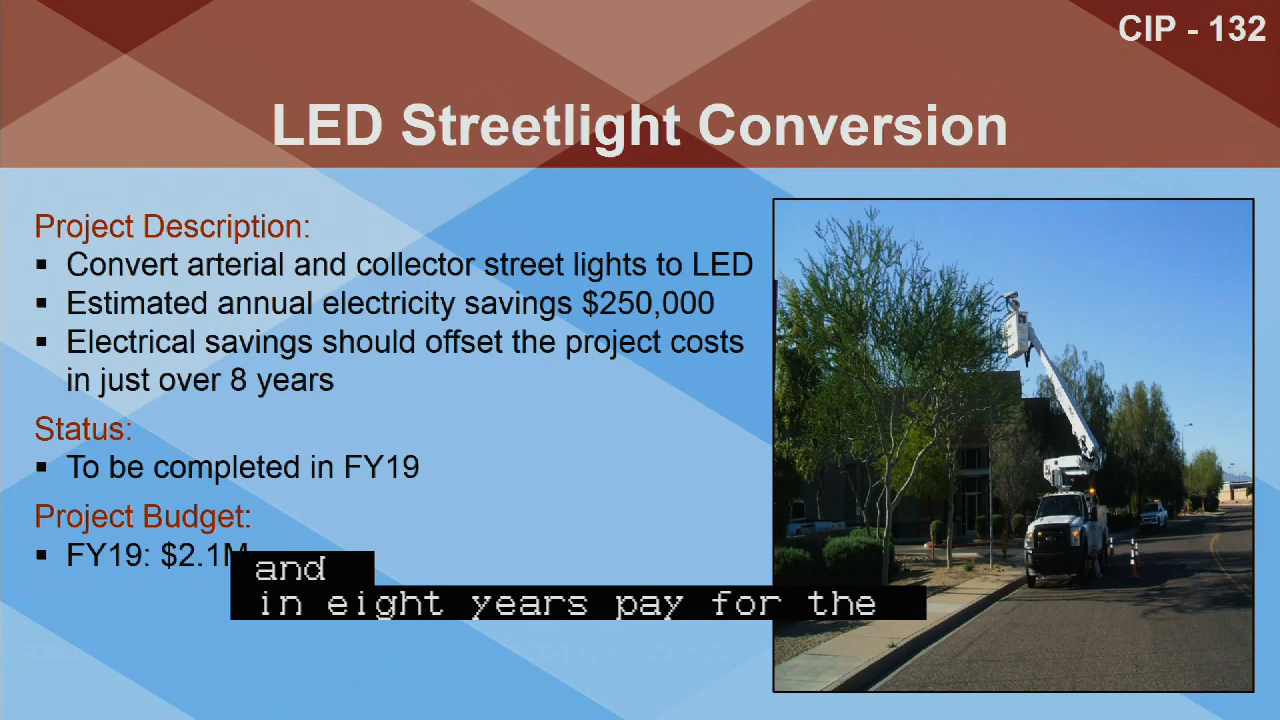 CIP - 132
LED Streetlight Conversion
Project Description:
▪ Convert arterial and collector street lights to LED
▪ Estimated annual electricity savings $250,000
▪ Electrical savings should offset the project costs
in just over 8 years
Status:
▪ To be completed in FY19
Project Budget:
▪ FY19: $2.1M
and
in eight years pay for the